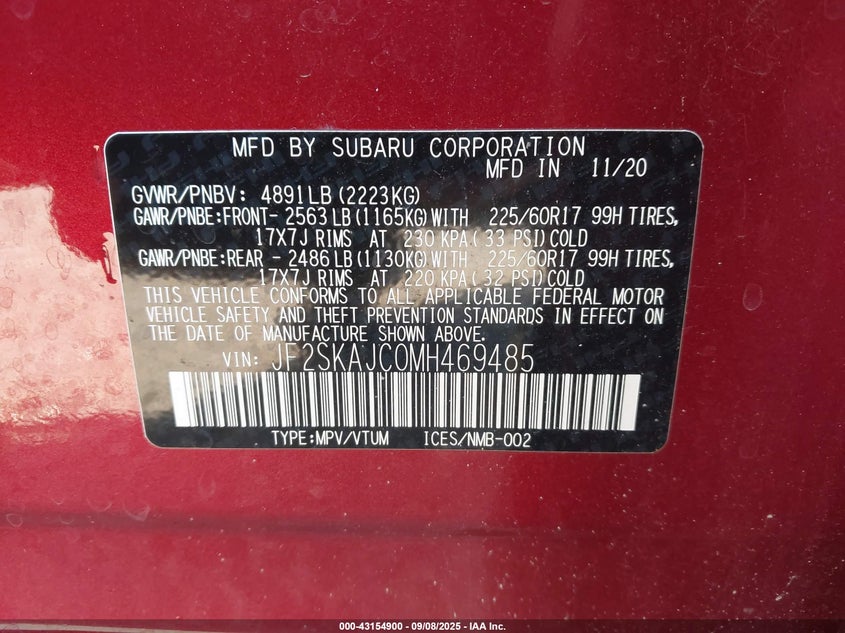 MFD BY SUBARU CORPORATION
MFD IN 11/20
GVWR/PNBV: 4891LB (2223KG)
GAWR/PNBE:FRONT- 2563 LB (1165KG) WITH 225/60R17 99H TIRES,
17X7J RIMS AT 230 KPA( 33 PSI) COLD
GAWR/PNBE:REAR - 2486 LB (1130KG) WITH 225/60R17 99H TIRES,
17X7J RIMS AT 220 KPA( 32 PSI) COLD
THIS VEHICLE CONFORMS TO ALL APPLICABLE FEDERAL MOTOR
VEHICLE SAFETY AND THEFT PREVENTION STANDARDS IN EFFECT ON
THE DATE OF MANUFACTURE SHOWN ABOVE.
VIN: JF2SKAJC0MH469485
TYPE:MPV/VTUM ICES/NMB-002
000-43154900 - 09/08/2025 - IAA Inc.